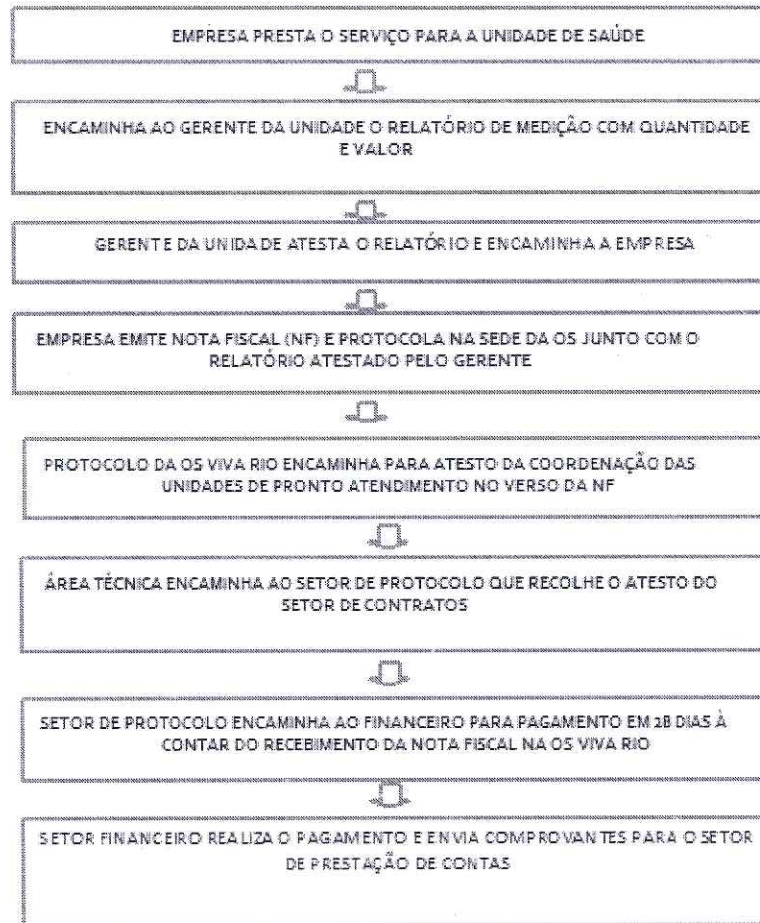 EMPRESA PRESTA O SERVIÇO PARA A UNIDADE DE SAÚDE
ENCAMINHA AO GERENTE DA UNIDADE O RELATÓRIO DE MEDIÇÃO COM QUANTIDADE
E VALOR
GERENTE DA UNIDADE ATESTA O RELATÓRIO E ENCAMINHA A EMPRESA
EMPRESA EMITE NOTA FISCAL (NF) E PROTOCOLA NA SEDE DA OS JUNTO COM O
RELATÓRIO ATESTADO PELO GERENTE
PROTOCOLO DA OS VIVA RIO ENCAMINHA PARA ATESTO DA COORDENAÇÃO DAS
UNIDADES DE PRONTO ATENDIMENTO NO VERSO DA NF
ÁREA TÉCNICA ENCAMINHA AO SETOR DE PROTOCOLO QUE RECOLHE O ATESTO DO
SETOR DE CONTRATOS
SETOR DE PROTOCOLO ENCAMINHA AO FINANCEIRO PARA PAGAMENTO EM 28 DIAS À
CONTAR DO RECEBIMENTO DA NOTA FISCAL NA OS VIVA RIO
SETOR FINANCEIRO REALIZA O PAGAMENTO E ENVIA COMPROVANTES PARA O SETOR
DE PRESTAÇÃO DE CONTAS